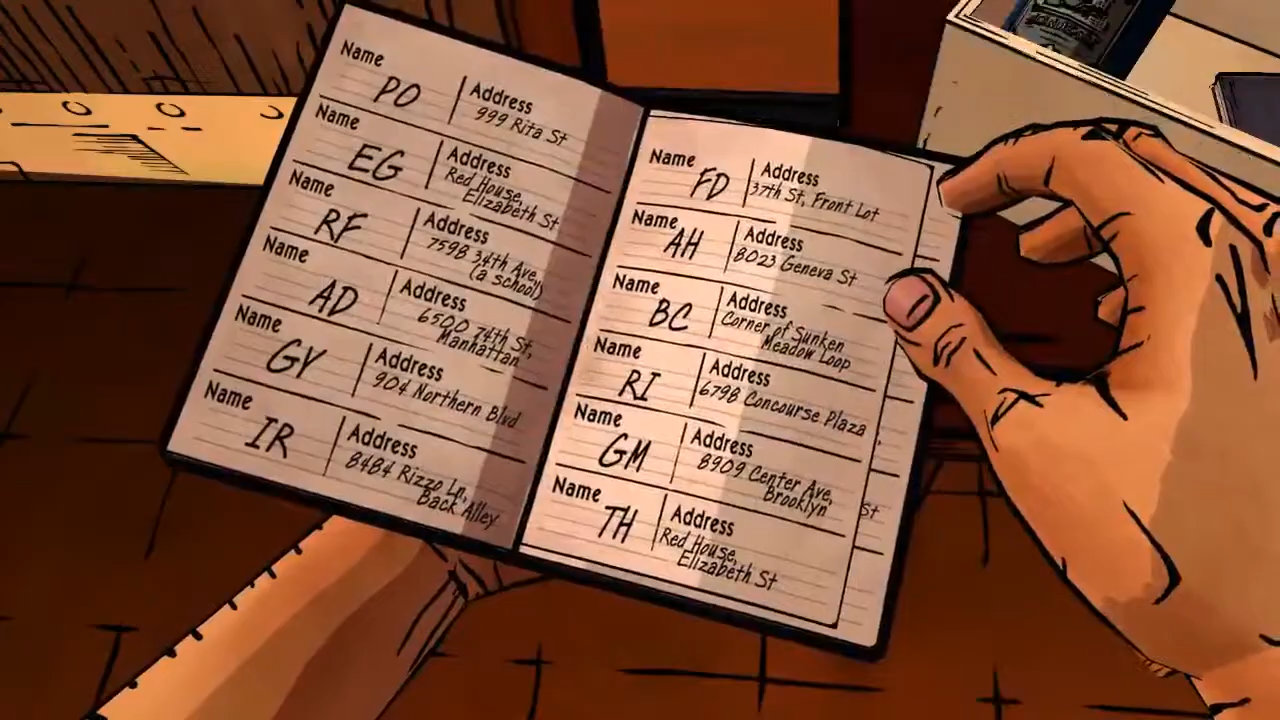 Name
PO
Address
999 Rita St
Name
EG
Address
Red House,
Elizabeth St
Name
RF
Address
7598 34th Ave,
(a school)
Name
AD
Address
6500 74th St,
Manhattan
Name
GY
Address
904 Northern Blvd
Name
IR
Address
8484 Rizzo Ln,
Back Alley
Name
FD
Address
37th St, Front Lot
Name
AH
Address
8023 Geneva St
Name
BC
Address
Corner of Sunken
Meadow Loop
Name
RI
Address
6798 Concourse Plaza
Name
GM
Address
8909 Center Ave,
Brooklyn
Name
TH
Address
Red House,
Elizabeth St
St